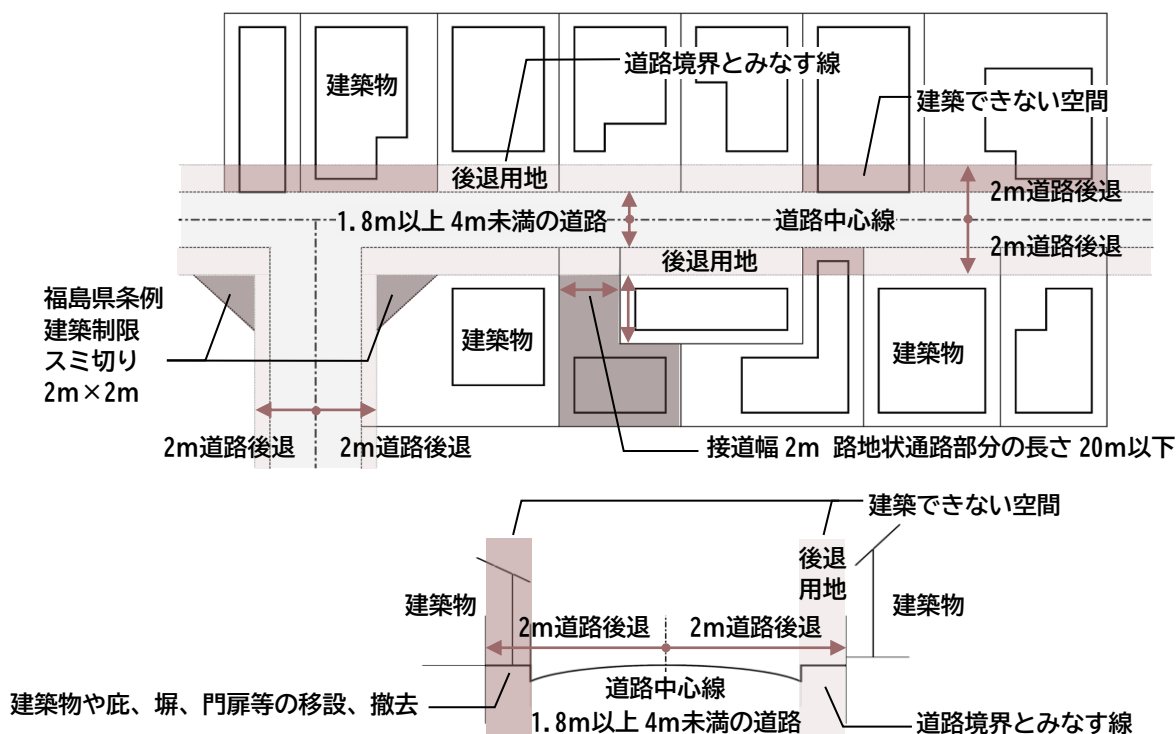 道路境界とみなす線
建築物
建築できない空間
後退用地
2m道路後退
1.8m以上 4m未満の道路
道路中心線
2m道路後退
後退用地
福島県条例
建築制限
スミ切り
2m×2m
建築物
建築物
2m道路後退
2m道路後退
接道幅 2m 路地状通路部分の長さ 20m以下
建築できない空間
後退
用地
建築物
建築物
2m道路後退
2m道路後退
道路中心線
建築物や庇、塀、門扉等の移設、撤去
1.8m以上 4m未満の道路
道路境界とみなす線